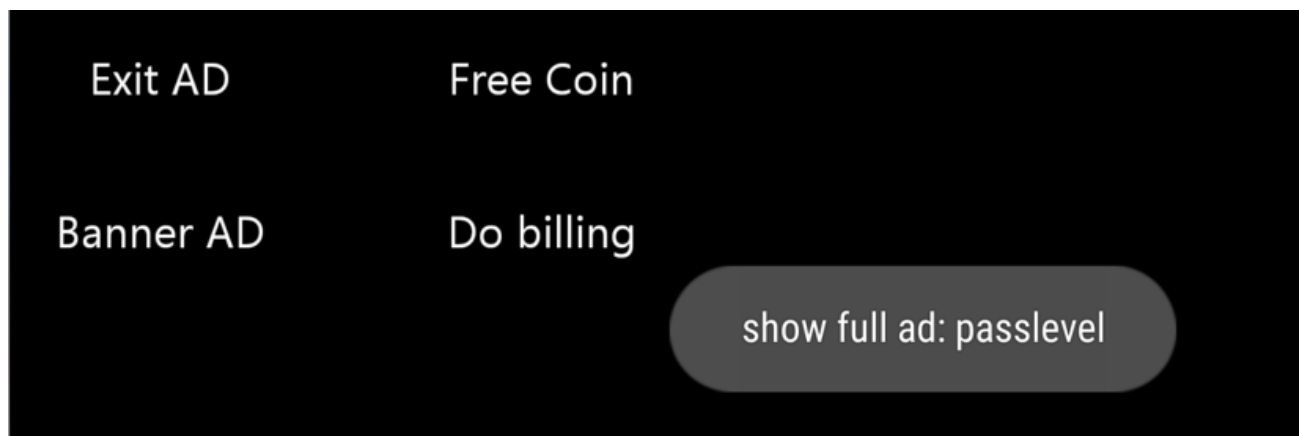 Exit AD
Free Coin
Banner AD
Do billing
show full ad: passlevel